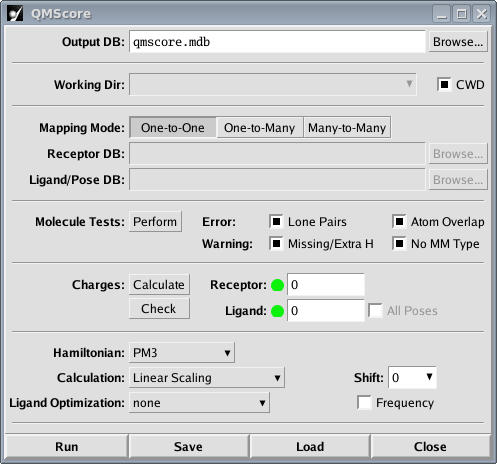 QMScore
Output DB: qmscore.mdb Browse...
Working Dir: CWD
Mapping Mode: One-to-One One-to-Many Many-to-Many
Receptor DB: Browse...
Ligand/Pose DB: Browse...
Molecule Tests: Perform Error: Lone Pairs Atom Overlap
Warning: Missing/Extra H No MM Type
Charges: Calculate Receptor: 0
Check Ligand: 0 All Poses
Hamiltonian: PM3
Calculation: Linear Scaling Shift: 0
Ligand Optimization: none Frequency
Run Save Load Close